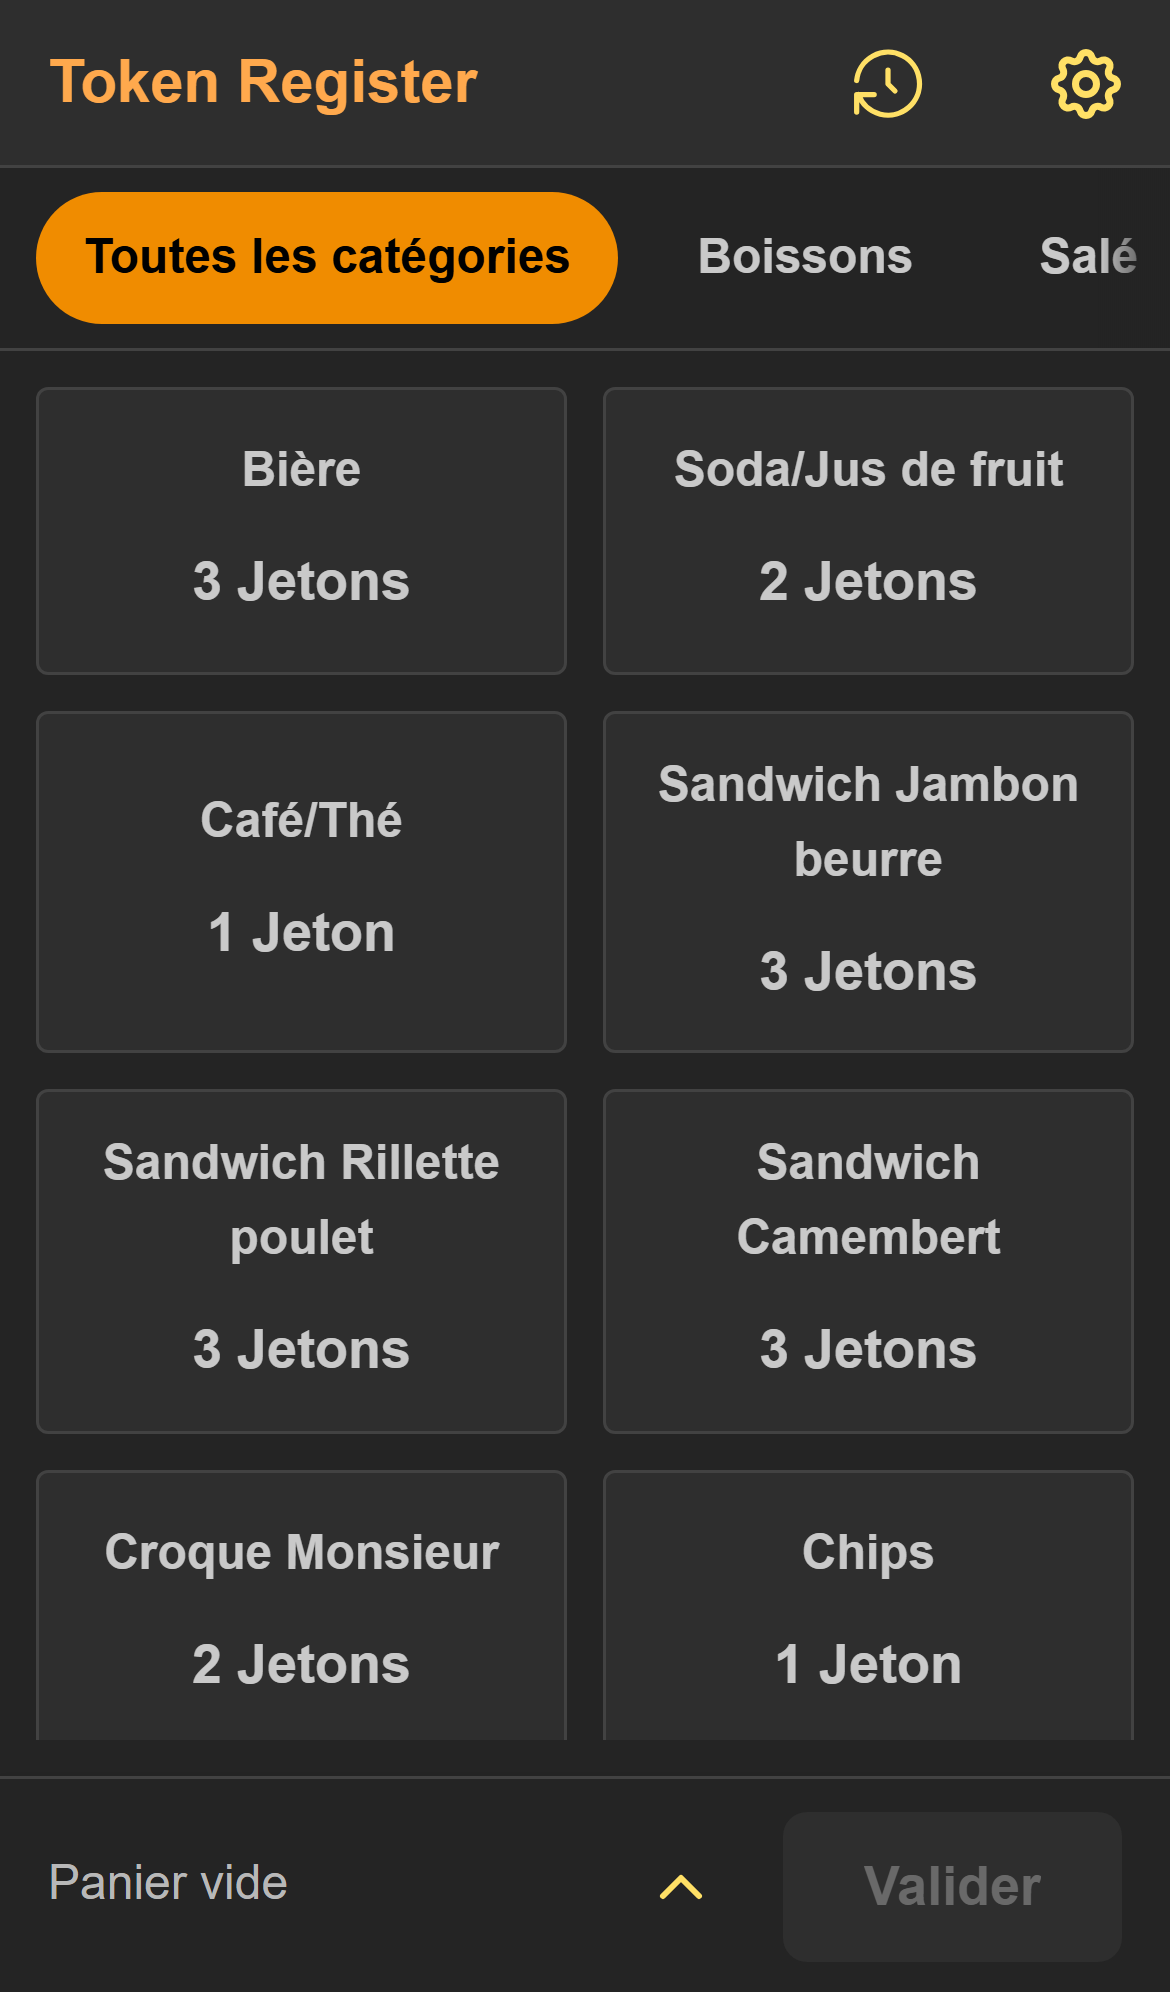 Token Register
Toutes les catégories
Boissons
Salé
Bière
3 Jetons
Soda/Jus de fruit
2 Jetons
Café/Thé
1 Jeton
Sandwich Jambon
beurre
3 Jetons
Sandwich Rillette
poulet
3 Jetons
Sandwich
Camembert
3 Jetons
Croque Monsieur
2 Jetons
Chips
1 Jeton
Panier vide
Valider